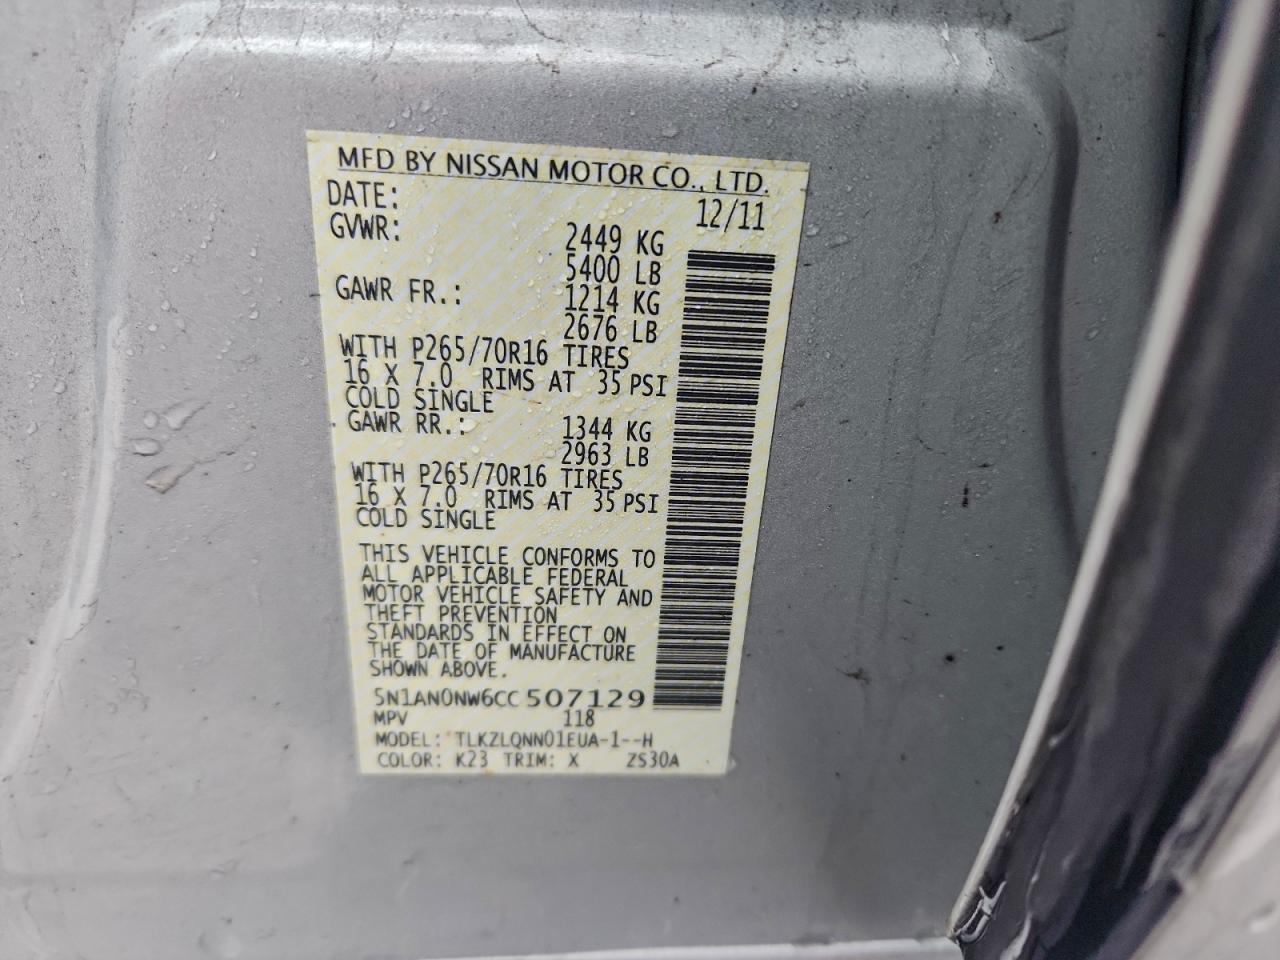 MFD BY NISSAN MOTOR CO., LTD.
DATE: 12/11
GVWR: 2449 KG
5400 LB
GAWR FR.: 1214 KG
2676 LB
WITH P265/70R16 TIRES
16 X 7.0 RIMS AT 35 PSI
COLD SINGLE
GAWR RR.: 1344 KG
2963 LB
WITH P265/70R16 TIRES
16 X 7.0 RIMS AT 35 PSI
COLD SINGLE
THIS VEHICLE CONFORMS TO
ALL APPLICABLE FEDERAL
MOTOR VEHICLE SAFETY AND
THEFT PREVENTION
STANDARDS IN EFFECT ON
THE DATE OF MANUFACTURE
SHOWN ABOVE.
5N1AN0NW6CC507129
MPV 118
MODEL: TLKZLQNN01EUA-1--H
COLOR: K23 TRIM: X ZS30A